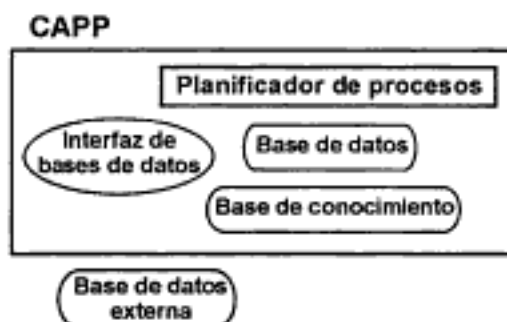 CAPP
Planificador de procesos
Interfaz de
bases de datos
Base de datos
Base de conocimiento
Base de datos
externa